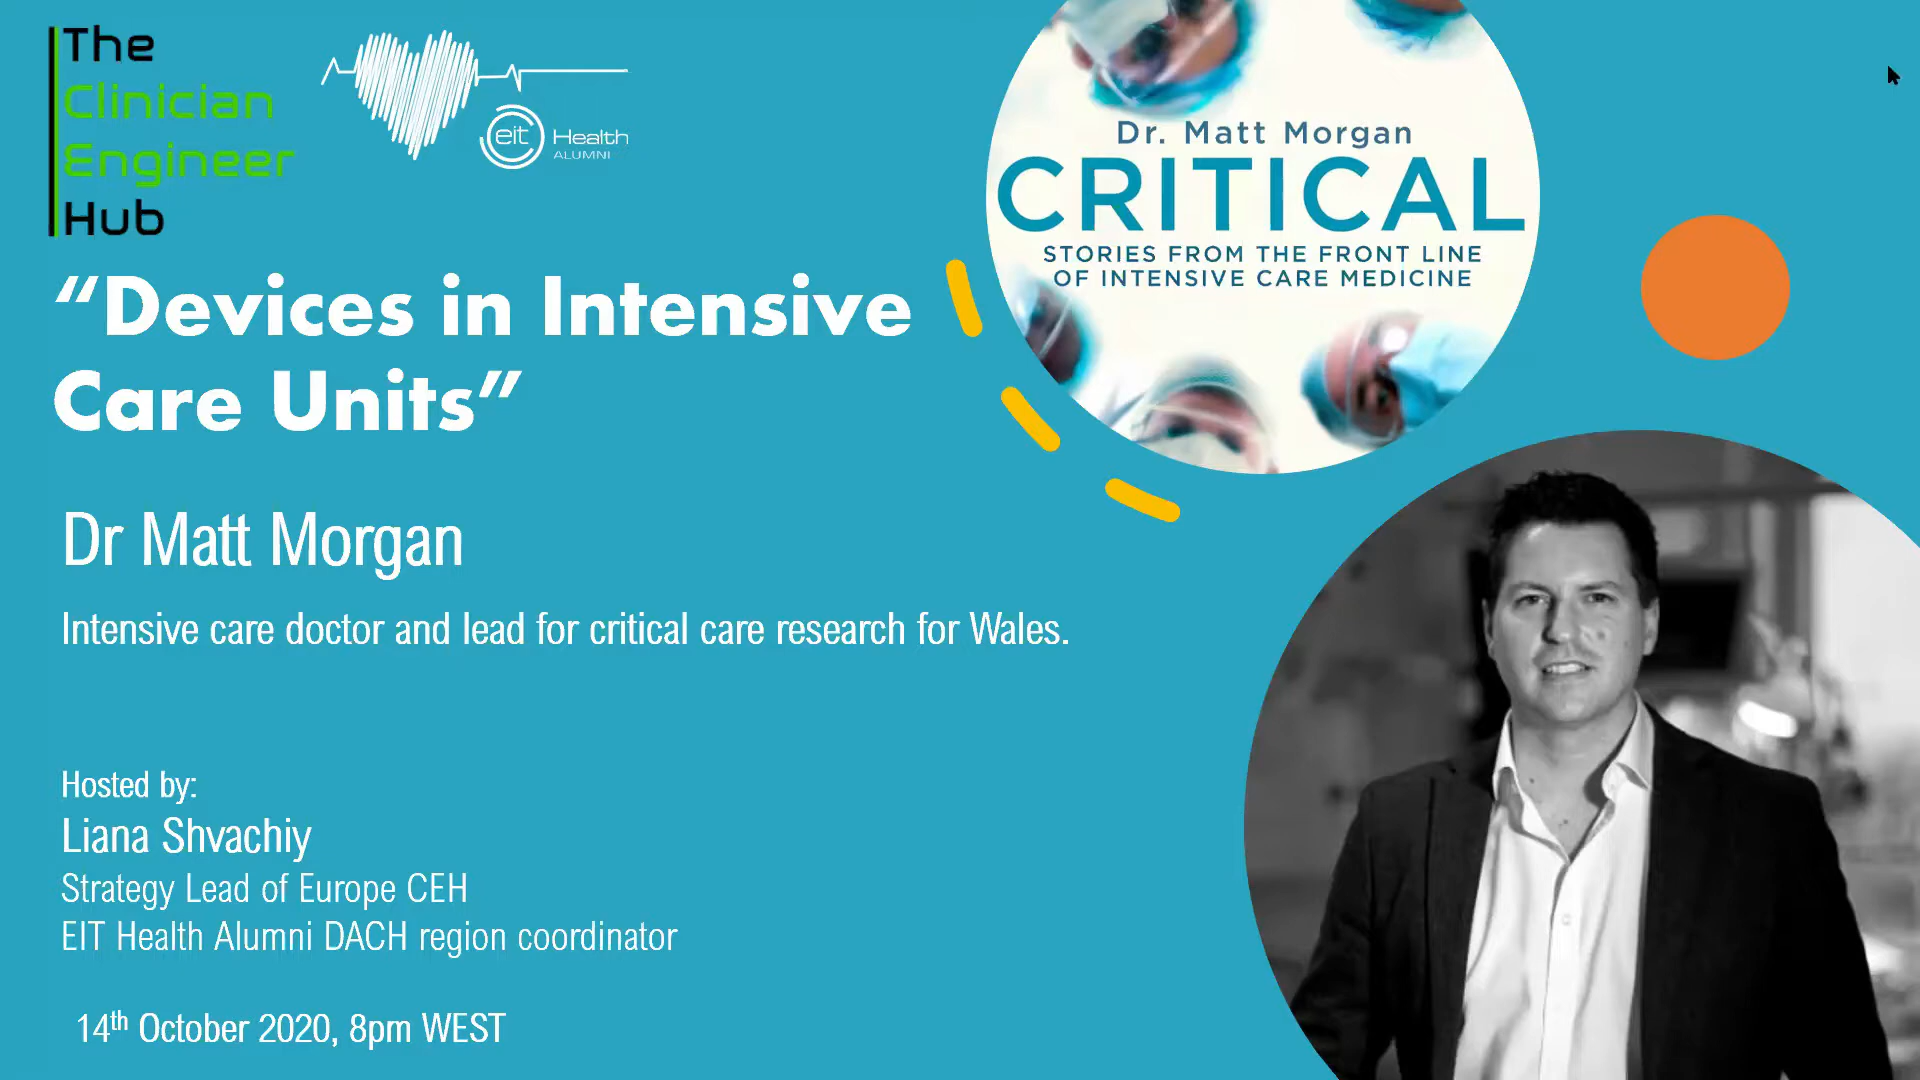 The
Clinician
Engineer
Hub
eit Health
ALUMNI
Dr. Matt Morgan
CRITICAL
STORIES FROM THE FRONT LINE
OF INTENSIVE CARE MEDICINE
“Devices in Intensive
Care Units”
Dr Matt Morgan
Intensive care doctor and lead for critical care research for Wales.
Hosted by:
Liana Shvachiy
Strategy Lead of Europe CEH
EIT Health Alumni DACH region coordinator
14th October 2020, 8pm WEST